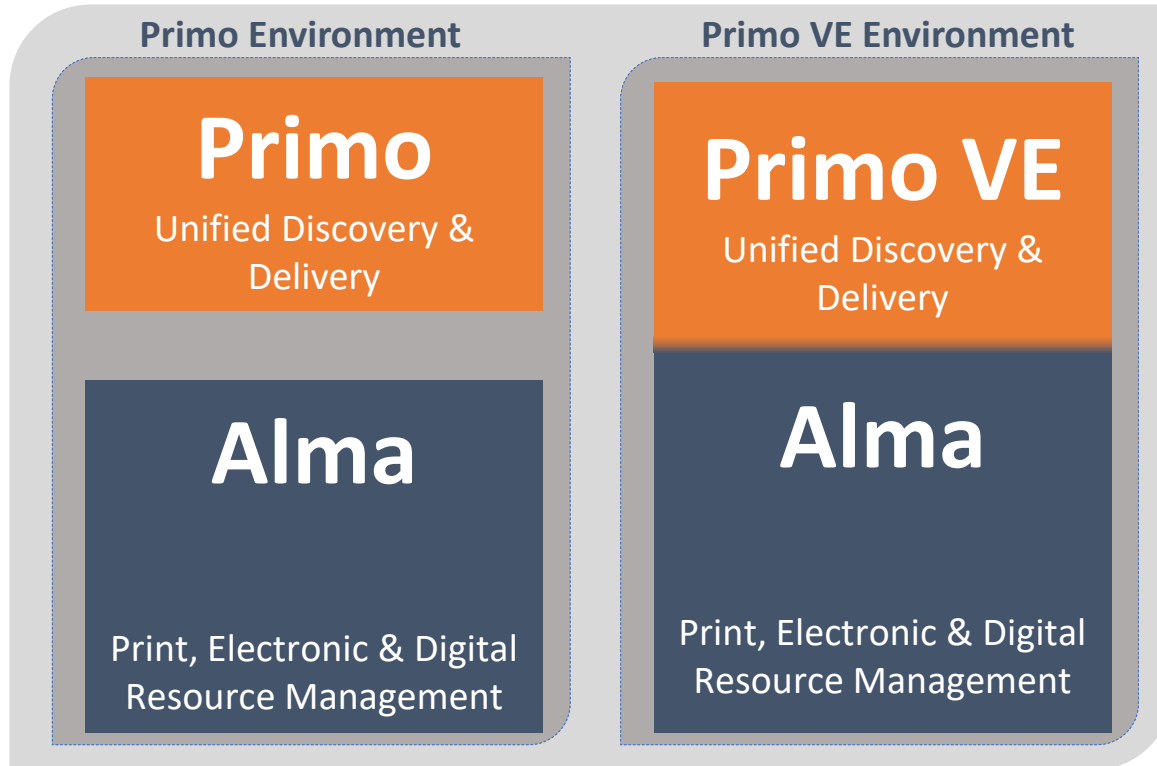 Primo Environment
Primo
Unified Discovery &
Delivery
Alma
Print, Electronic & Digital
Resource Management
Primo VE Environment
Primo VE
Unified Discovery &
Delivery
Alma
Print, Electronic & Digital
Resource Management